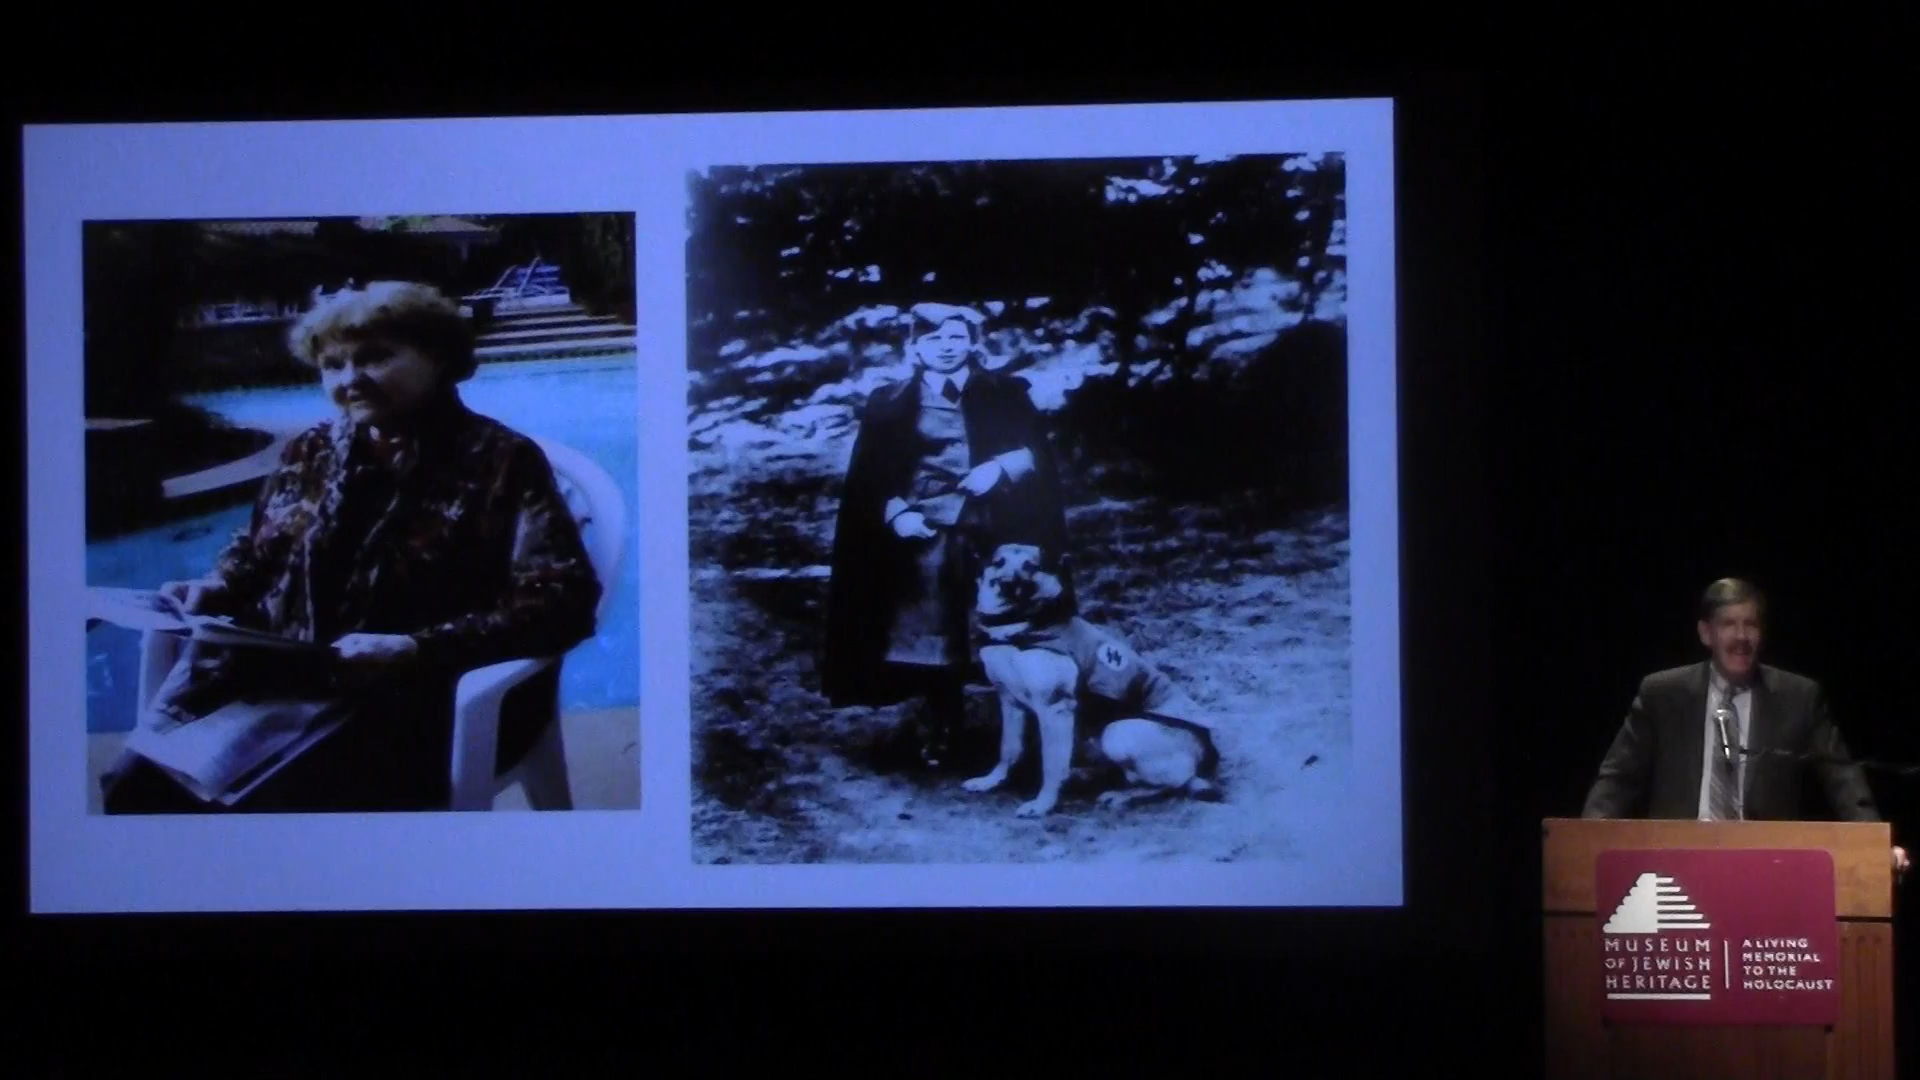 MUSEUM
OF JEWISH
HERITAGE
A LIVING
MEMORIAL
TO THE
HOLOCAUST